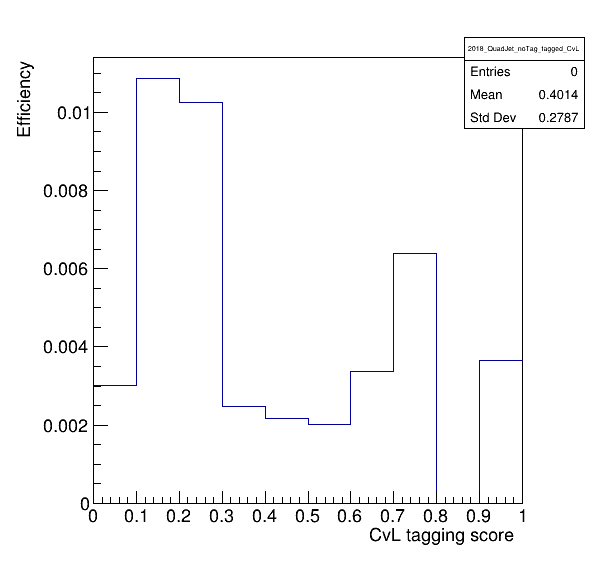 2018_QuadJet_noTag_tagged_CvL
Entries 0
Mean 0.4014
Std Dev 0.2787
Efficiency
0.01
0.008
0.006
0.004
0.002
0
0 0.1 0.2 0.3 0.4 0.5 0.6 0.7 0.8 0.9 1
CvL tagging score